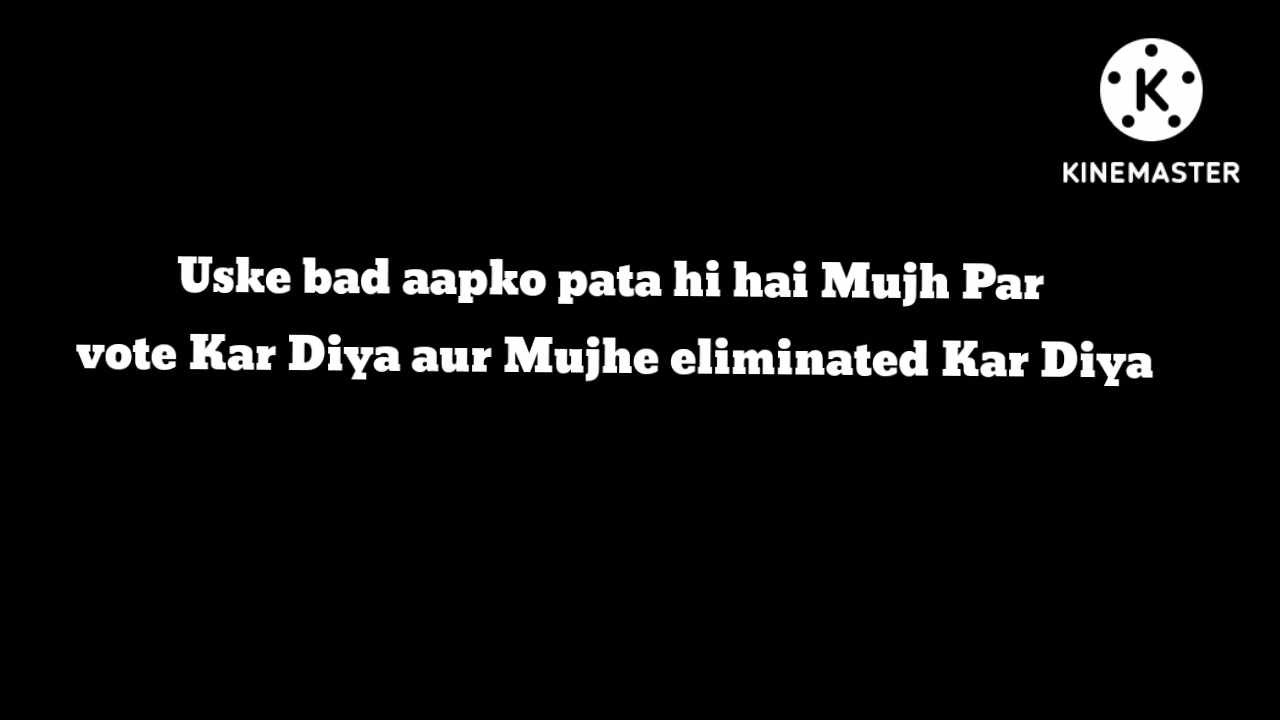 K
KINEMASTER
Uske bad aapko pata hi hai Mujh Par
vote Kar Diya aur Mujhe eliminated Kar Diya